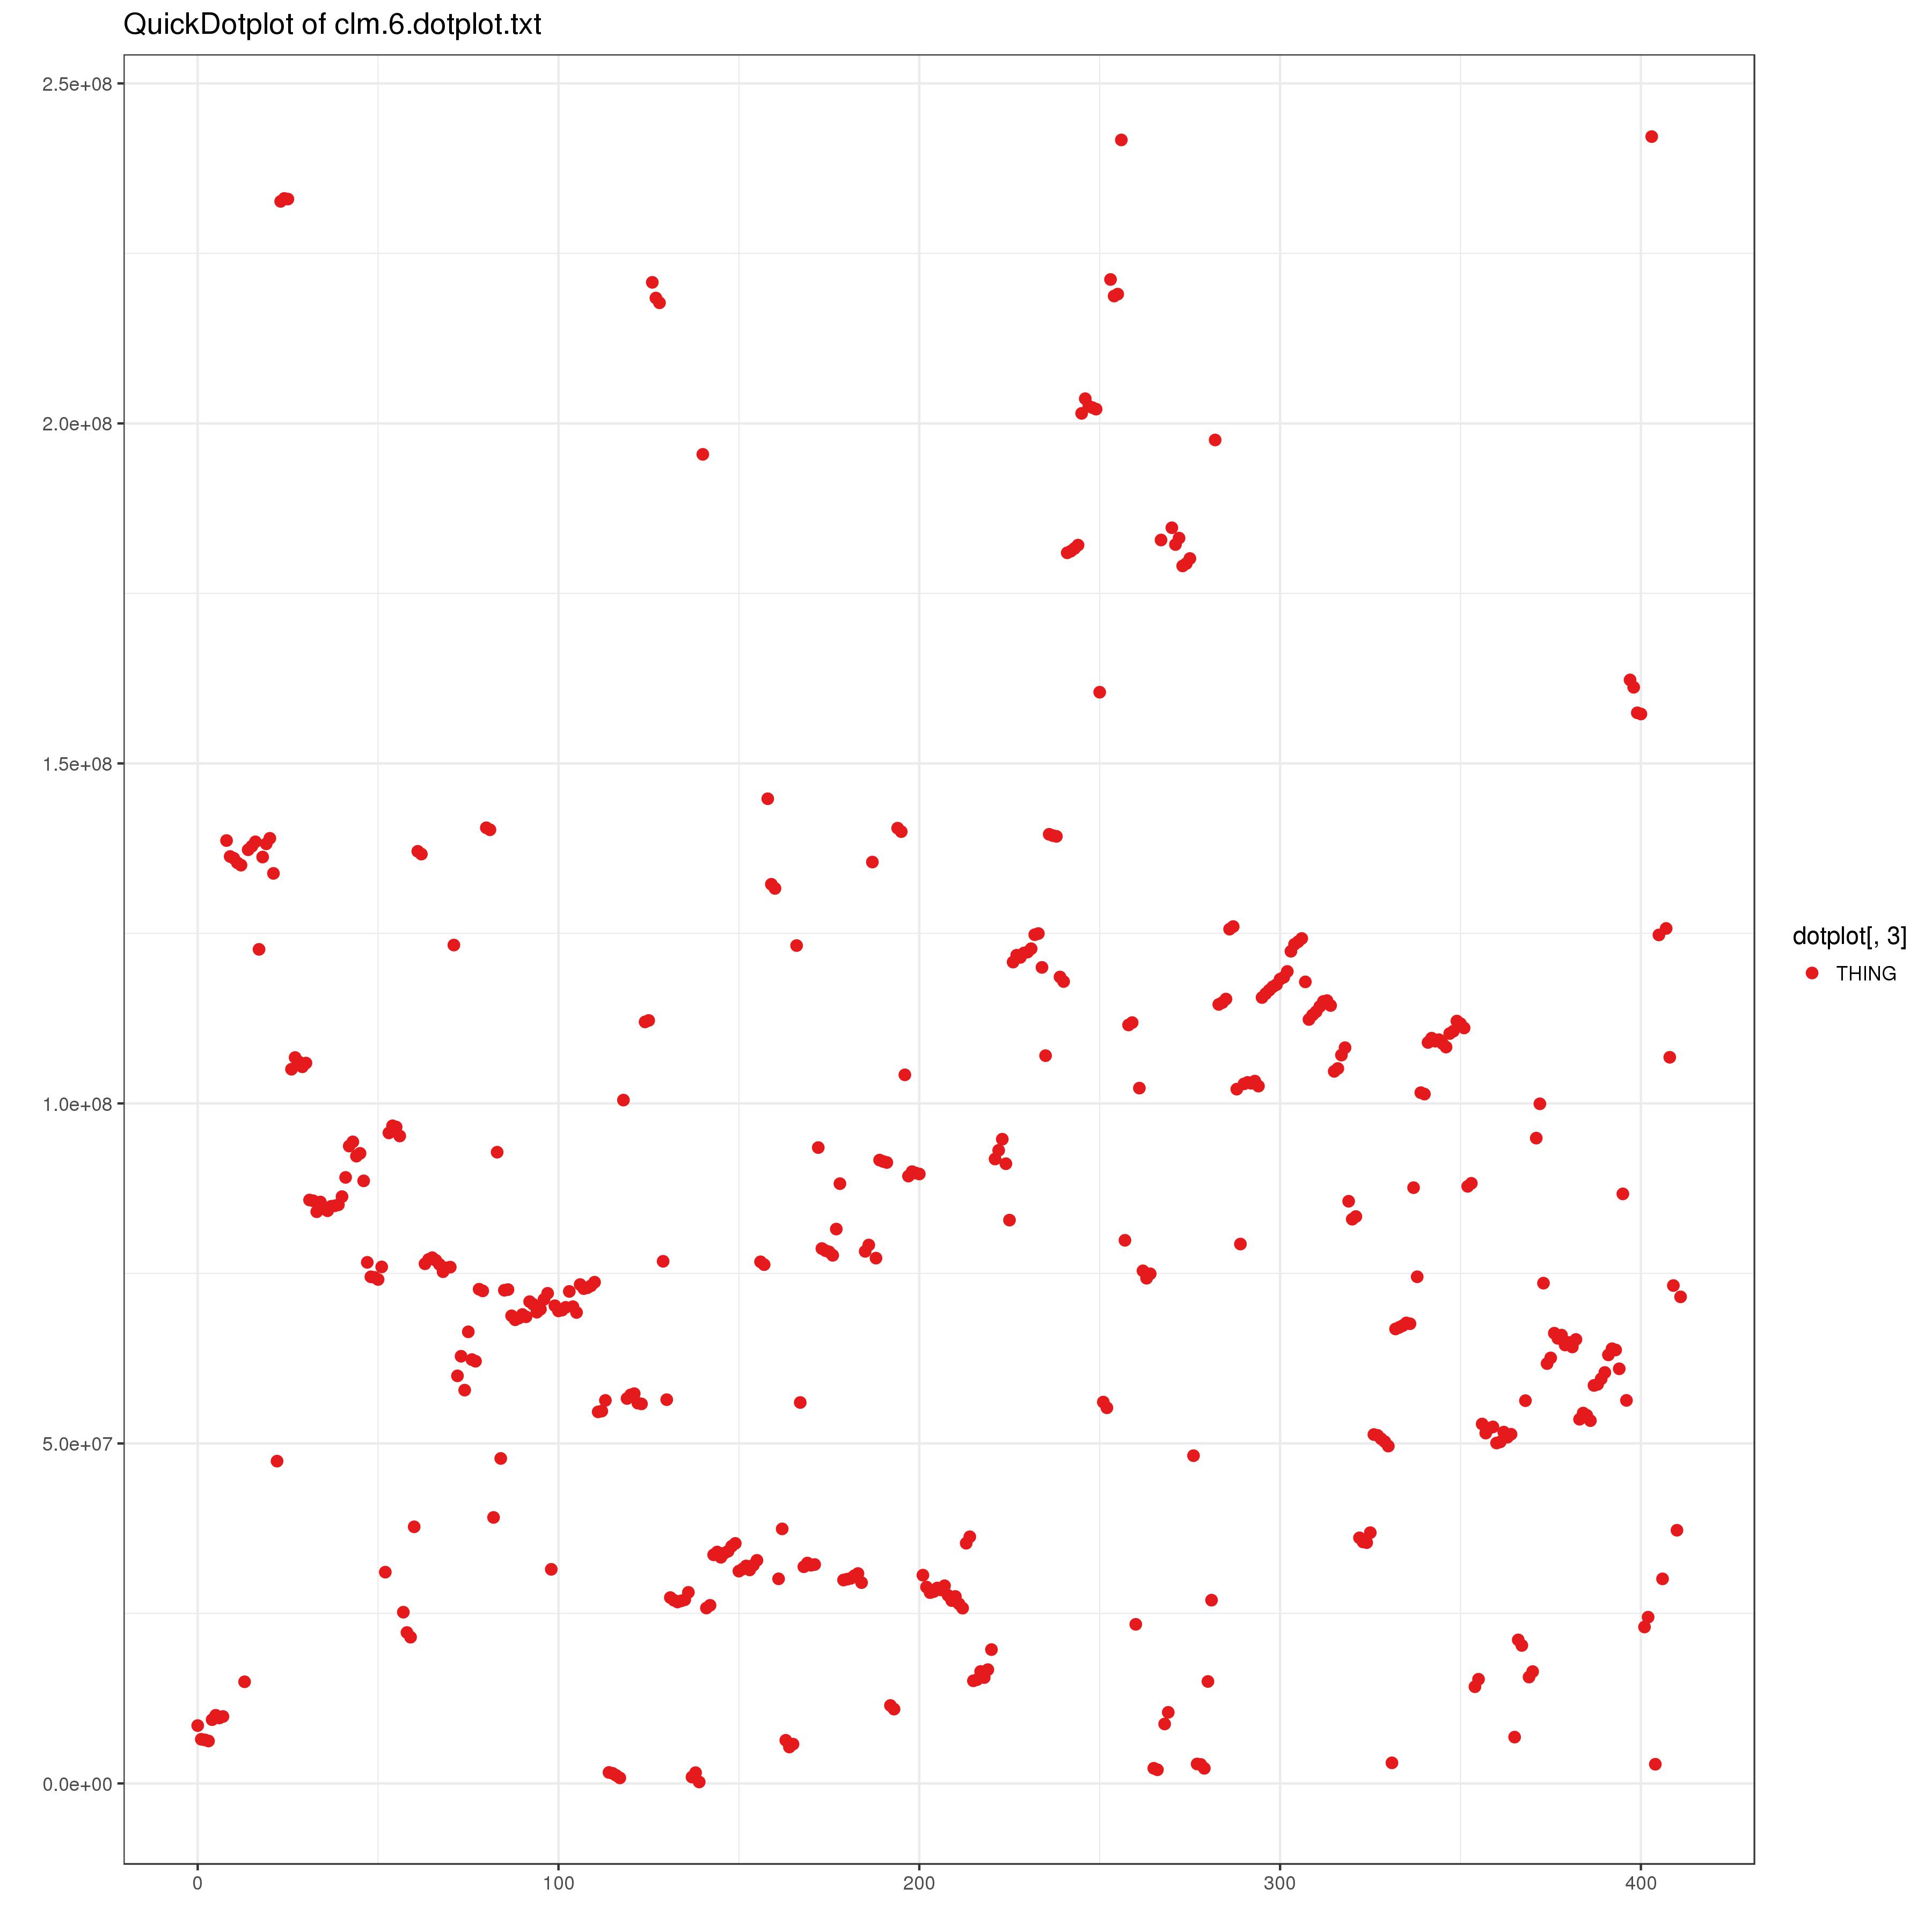 QuickDotplot of clm.6.dotplot.txt
2.5e+08
2.0e+08
1.5e+08
1.0e+08
5.0e+07
0.0e+00
0 100 200 300 400
dotplot[, 3]
THING